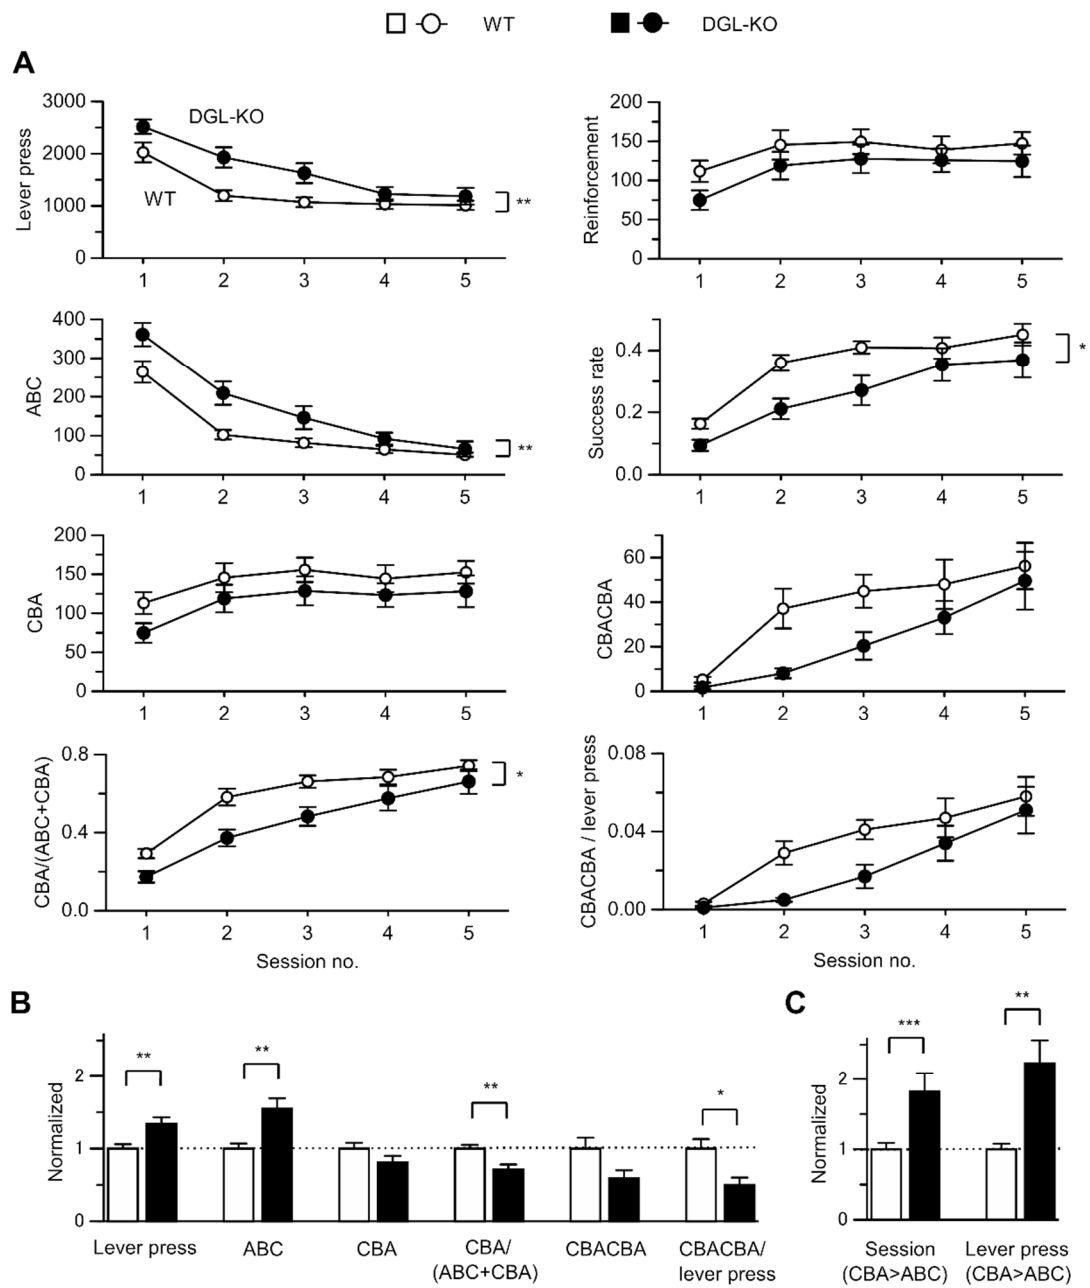 WT DGL-KO
A
Lever press
3000
2000
1000
0
DGL-KO
WT
**
1 2 3 4 5
Reinforcement
200
150
100
50
0
1 2 3 4 5
ABC
400
300
200
100
0
**
1 2 3 4 5
Success rate
0.4
0.2
0.0
*
1 2 3 4 5
CBA
200
150
100
50
0
1 2 3 4 5
CBACBA
60
40
20
0
1 2 3 4 5
CBA/(ABC+CBA)
0.8
0.4
0.0
*
1 2 3 4 5
Session no.
CBACBA / lever press
0.08
0.04
0.00
1 2 3 4 5
Session no.
B
Normalized
2
1
0
** ** ** *
Lever press ABC CBA CBA/ CBACBA CBACBA/
(ABC+CBA) lever press
C
Normalized
2
1
0
*** **
Session Lever press
(CBA>ABC) (CBA>ABC)